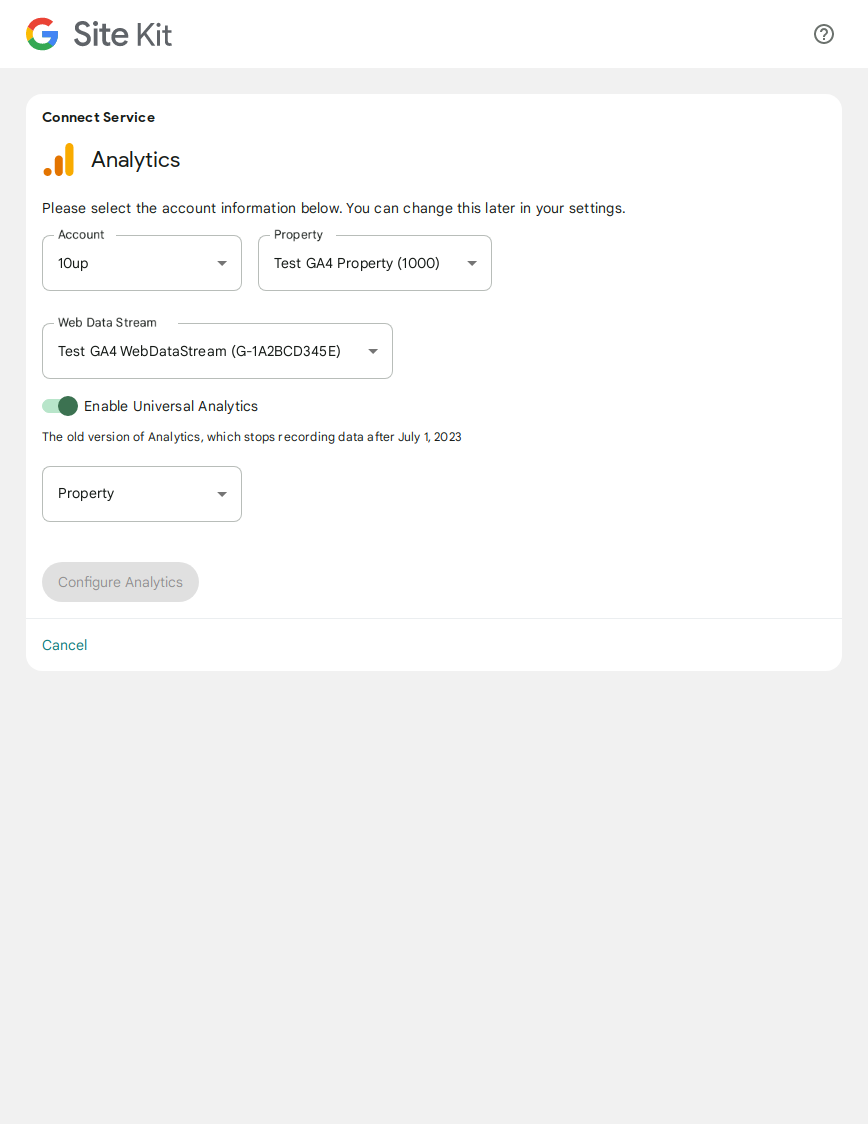 Site Kit
Connect Service
Analytics
Please select the account information below. You can change this later in your settings.
Account
10up
Property
Test GA4 Property (1000)
Web Data Stream
Test GA4 WebDataStream (G-1A2BCD345E)
Enable Universal Analytics
The old version of Analytics, which stops recording data after July 1, 2023
Property
Configure Analytics
Cancel